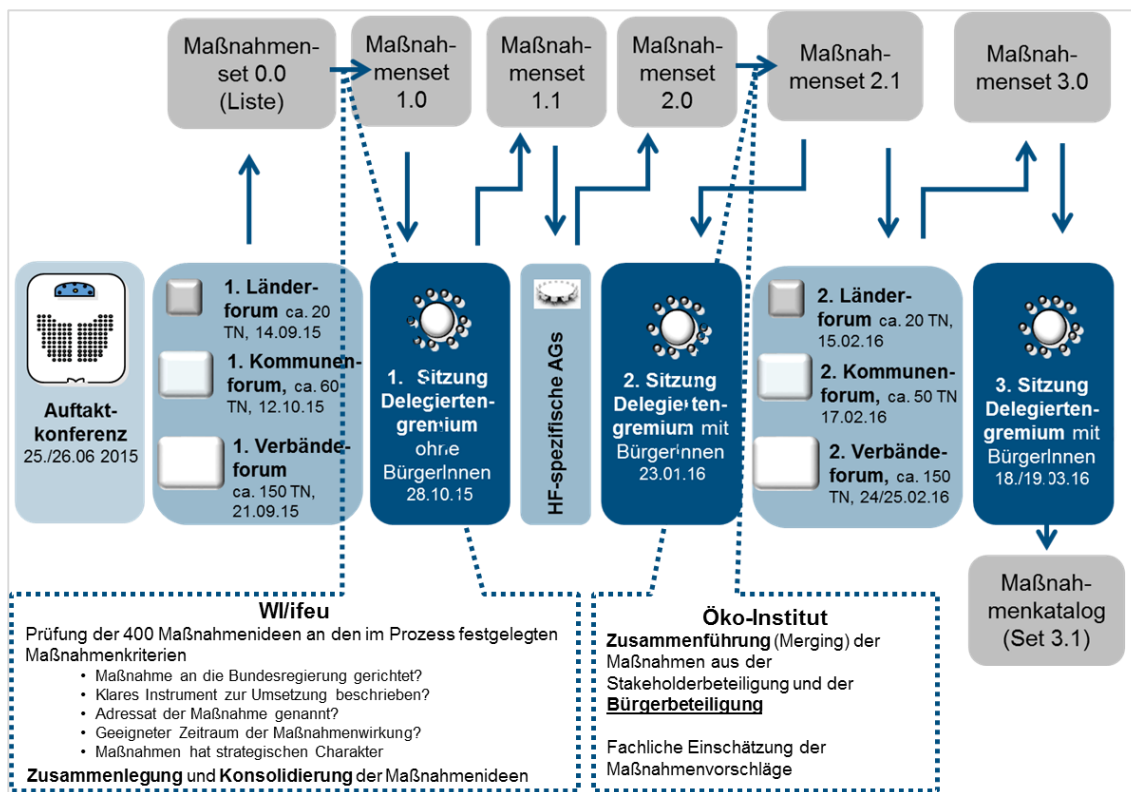 Maßnahmen-
set 0.0
(Liste)
Maßnah-
menset
1.0
Maßnah-
menset
1.1
Maßnah-
menset
2.0
Maßnah-
menset 2.1
Maßnah-
menset 3.0
Auftakt-
konferenz
25./26.06 2015
1. Länder-
forum ca. 20
TN, 14.09.15
1. Kommunen-
forum, ca. 60
TN, 12.10.15
1. Verbände-
forum
ca. 150 TN,
21.09.15
1. Sitzung
Delegierten-
gremium
ohne
BürgerInnen
28.10.15
HF-spezifische AGs
2. Sitzung
Delegierten-
gremium mit
BürgerInnen
23.01.16
2. Länder-
forum ca. 20 TN,
15.02.16
2. Kommunen-
forum, ca. 50 TN
17.02.16
2. Verbände-
forum, ca. 150
TN, 24/25.02.16
3. Sitzung
Delegierten-
gremium mit
BürgerInnen
18./19.03.16
Maßnah-
menkatalog
(Set 3.1)
WI/ifeu
Prüfung der 400 Maßnahmenideen an den im Prozess festgelegten
Maßnahmenkriterien
• Maßnahme an die Bundesregierung gerichtet?
• Klares Instrument zur Umsetzung beschrieben?
• Adressat der Maßnahme genannt?
• Geeigneter Zeitraum der Maßnahmenwirkung?
• Maßnahmen hat strategischen Charakter
Zusammenlegung und Konsolidierung der Maßnahmenideen
Öko-Institut
Zusammenführung (Merging) der
Maßnahmen aus der
Stakeholderbeteiligung und der
Bürgerbeteiligung
Fachliche Einschätzung der
Maßnahmenvorschläge